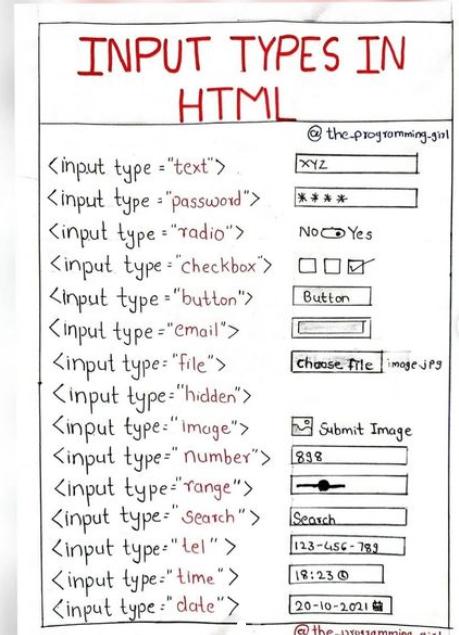 INPUT TYPES IN
HTML
@the_programming_girl
<input type="text"> XYZ
<input type="password"> ****
<input type="radio"> No Yes
<input type="checkbox">
<input type="button"> Button
<input type="email">
<input type="file"> choose file image.jpg
<input type="hidden">
<input type="image"> Submit Image
<input type="number"> 898
<input type="range">
<input type="Search"> Search
<input type="tel"> 123-456-789
<input type="time"> 18:23
<input type="date"> 20-10-2021
@the_programming_girl